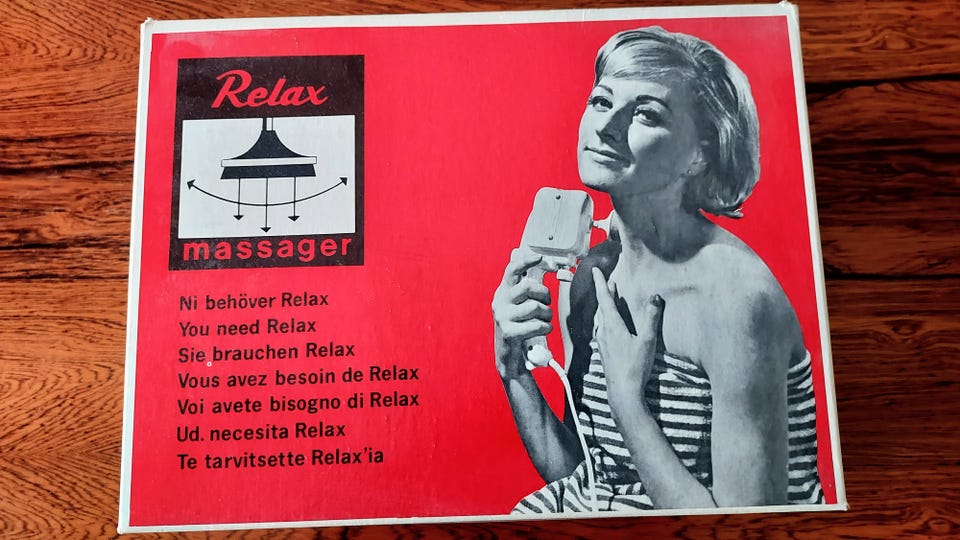 Relax
massager
Ni behöver Relax
You need Relax
Sie brauchen Relax
Vous avez besoin de Relax
Voi avete bisogno di Relax
Ud. necesita Relax
Te tarvitsette Relax'ia